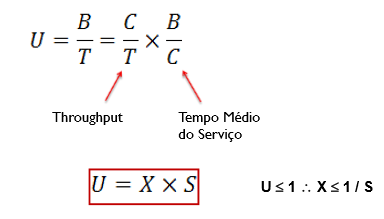 U = B/T = C/T × B/C
Throughput
Tempo Médio
do Serviço
U = X × S
U ≤ 1 ∴ X ≤ 1 / S